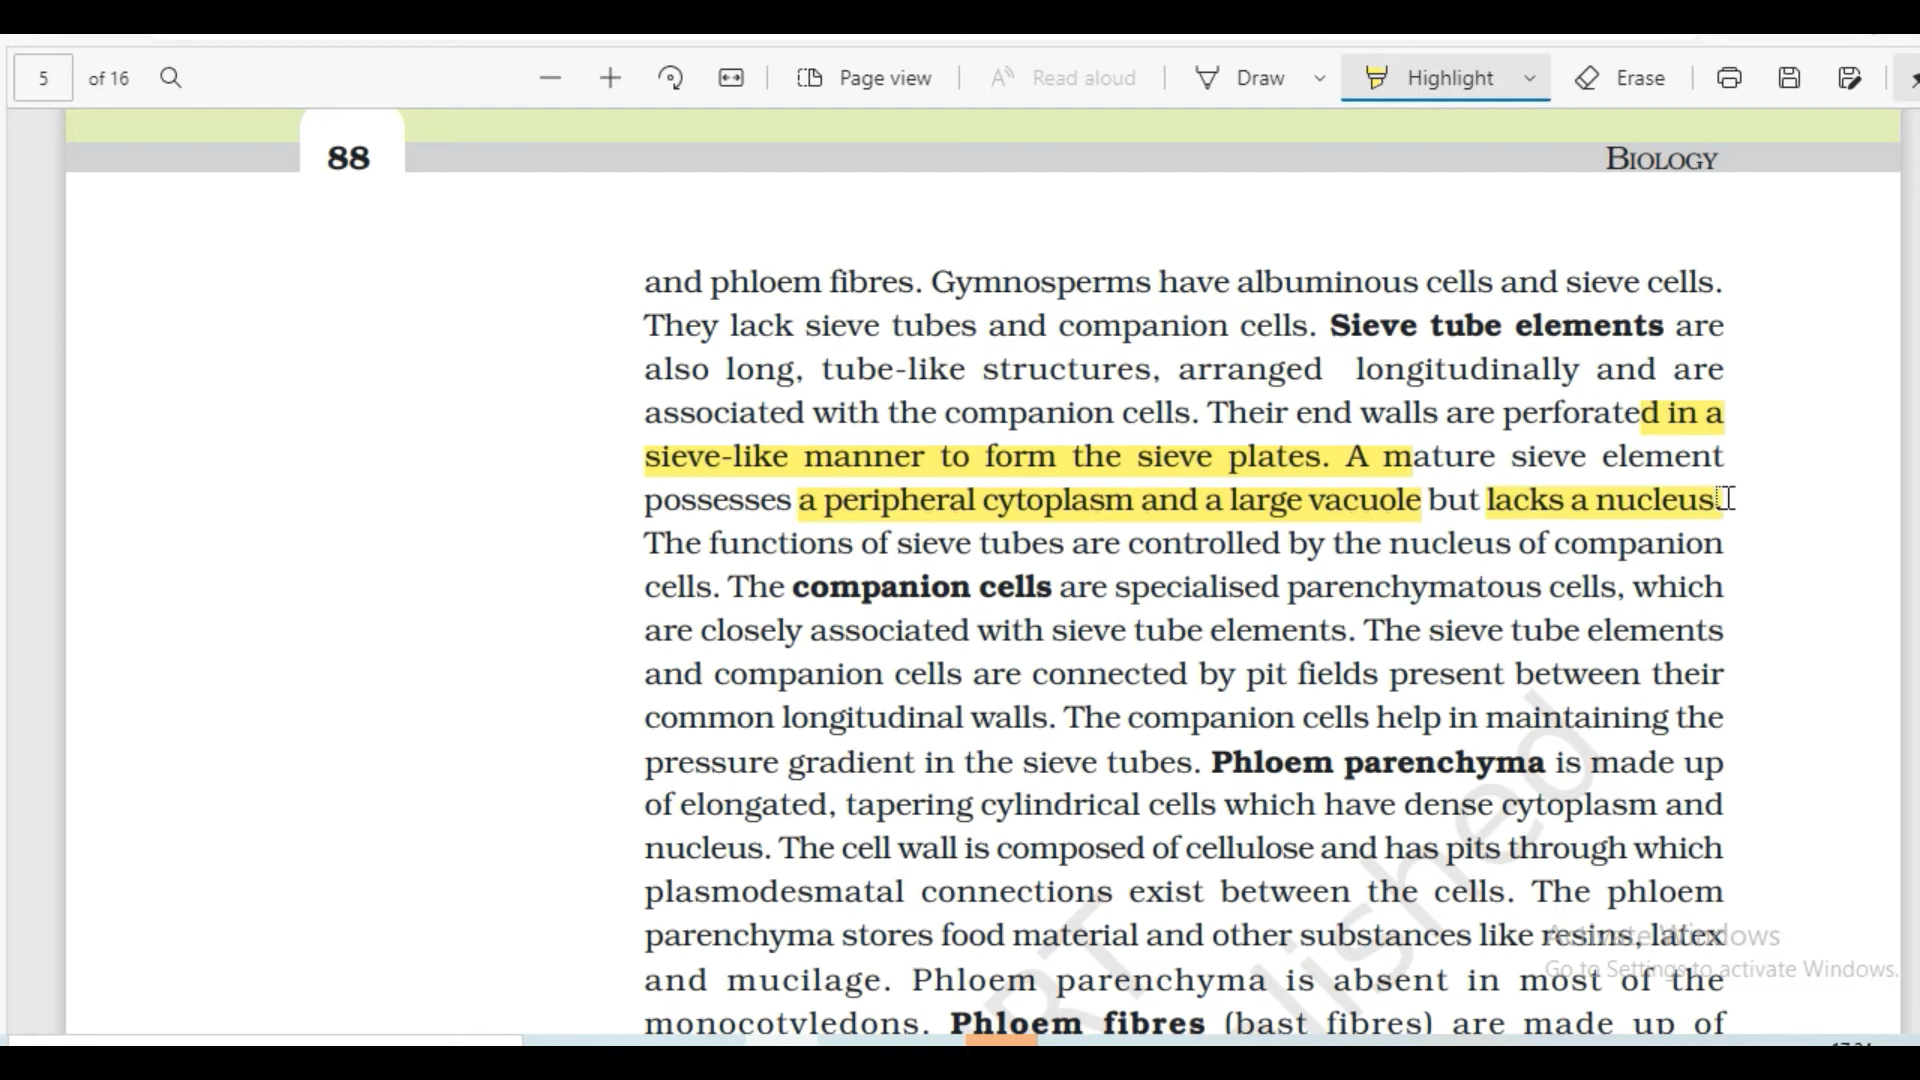 5 of 16 Page view Read aloud Draw Highlight Erase
88 BIOLOGY
and phloem fibres. Gymnosperms have albuminous cells and sieve cells.
They lack sieve tubes and companion cells. Sieve tube elements are
also long, tube-like structures, arranged longitudinally and are
associated with the companion cells. Their end walls are perforated in a
sieve-like manner to form the sieve plates. A mature sieve element
possesses a peripheral cytoplasm and a large vacuole but lacks a nucleus.
The functions of sieve tubes are controlled by the nucleus of companion
cells. The companion cells are specialised parenchymatous cells, which
are closely associated with sieve tube elements. The sieve tube elements
and companion cells are connected by pit fields present between their
common longitudinal walls. The companion cells help in maintaining the
pressure gradient in the sieve tubes. Phloem parenchyma is made up
of elongated, tapering cylindrical cells which have dense cytoplasm and
nucleus. The cell wall is composed of cellulose and has pits through which
plasmodesmatal connections exist between the cells. The phloem
parenchyma stores food material and other substances like resins, latex
and mucilage. Phloem parenchyma is absent in most of the
monocotyledons. Phloem fibres (bast fibres) are made up of
Activate Windows
Go to Settings to activate Windows.